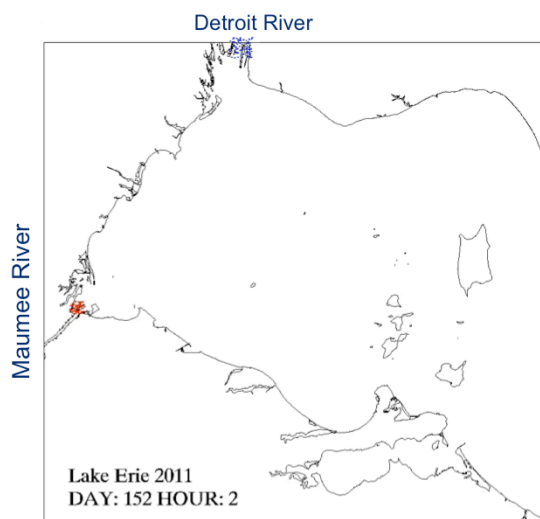 Detroit River
Maumee River
Lake Erie 2011
DAY: 152 HOUR: 2